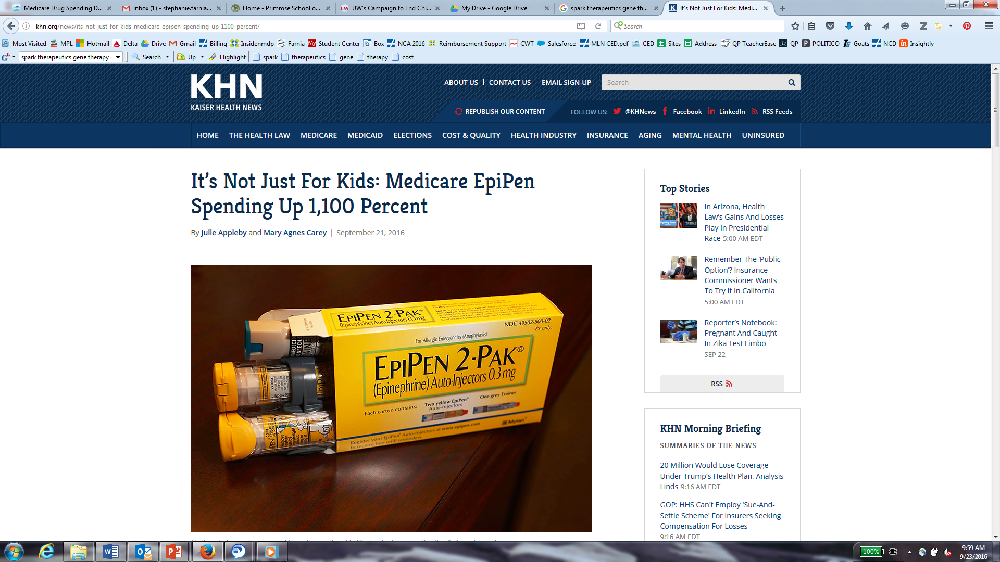 Medicare Drug Spending D...
Inbox (1) - stephanie.farnia...
Home - Primrose School o...
UW's Campaign to End Chi...
My Drive - Google Drive
spark therapeutics gene th...
It's Not Just For Kids: Medi...
khn.org/news/its-not-just-for-kids-medicare-epipen-spending-up-1100-percent/
Search
Most Visited MPL Hotmail Delta Drive Gmail Billing Insidenmdp Farnia Student Center Box NCA 2016 Reimbursement Support CWT Salesforce MLN CED.pdf CED Sites Address QP TeacherEase QP POLITICO Goats NCD Insightly
spark therapeutics gene therapy Search Up Highlight spark therapeutics gene therapy cost
KHN
KAISER HEALTH NEWS
ABOUT US CONTACT US EMAIL SIGN-UP
Search
REPUBLISH OUR CONTENT
FOLLOW US: @KHNews Facebook LinkedIn RSS Feeds
HOME THE HEALTH LAW MEDICARE MEDICAID ELECTIONS COST & QUALITY HEALTH INDUSTRY INSURANCE AGING MENTAL HEALTH UNINSURED
It's Not Just For Kids: Medicare EpiPen
Spending Up 1,100 Percent
By Julie Appleby and Mary Agnes Carey | September 21, 2016
EPIPEN 2-PAK®
(Epinephrine) Auto-Injectors 0.3 mg
NDC 49502-500-02
Rx only.
For Allergic Emergencies (Anaphylaxis)
EPIPEN 2-PAK®
(Epinephrine) Auto-Injectors 0.3 mg
Each carton contains:
Two yellow EpiPen®
Auto-Injectors
One grey Trainer
Register your EpiPen® Auto-Injectors at www.epipen.com
to receive free refill reminders
Mylan
Top Stories
In Arizona, Health
Law's Gains And Losses
Play In Presidential
Race 5:00 AM EDT
Remember The 'Public
Option'? Insurance
Commissioner Wants
To Try It In California
5:00 AM EDT
Reporter's Notebook:
Pregnant And Caught
In Zika Test Limbo
SEP 22
RSS
KHN Morning Briefing
SUMMARIES OF THE NEWS
20 Million Would Lose Coverage
Under Trump's Health Plan, Analysis
Finds 9:16 AM EDT
GOP: HHS Can't Employ 'Sue-And-
Settle Scheme' For Insurers Seeking
Compensation For Losses
9:16 AM EDT
100%
9:59 AM
9/23/2016